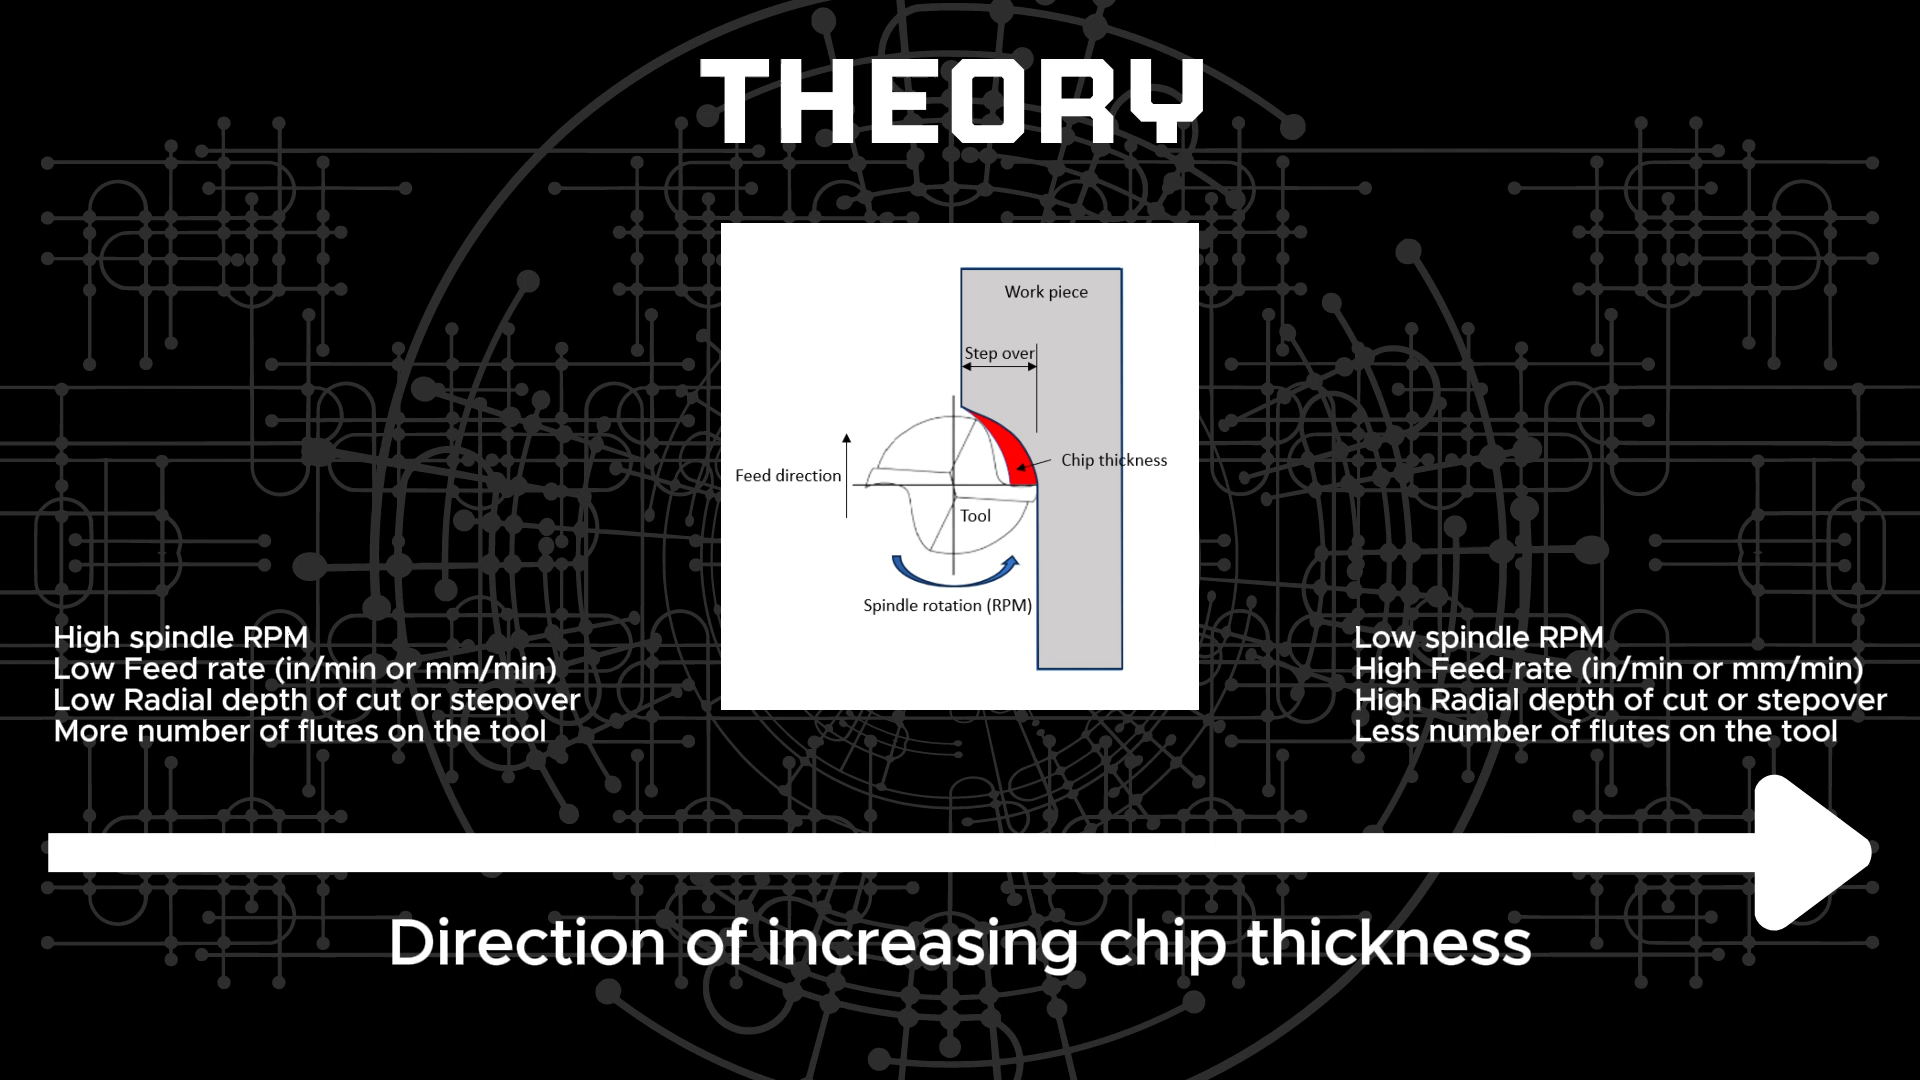 THEORY
Work piece
Step over
Chip thickness
Feed direction
Tool
Spindle rotation (RPM)
High spindle RPM
Low Feed rate (in/min or mm/min)
Low Radial depth of cut or stepover
More number of flutes on the tool
Low spindle RPM
High Feed rate (in/min or mm/min)
High Radial depth of cut or stepover
Less number of flutes on the tool
Direction of increasing chip thickness